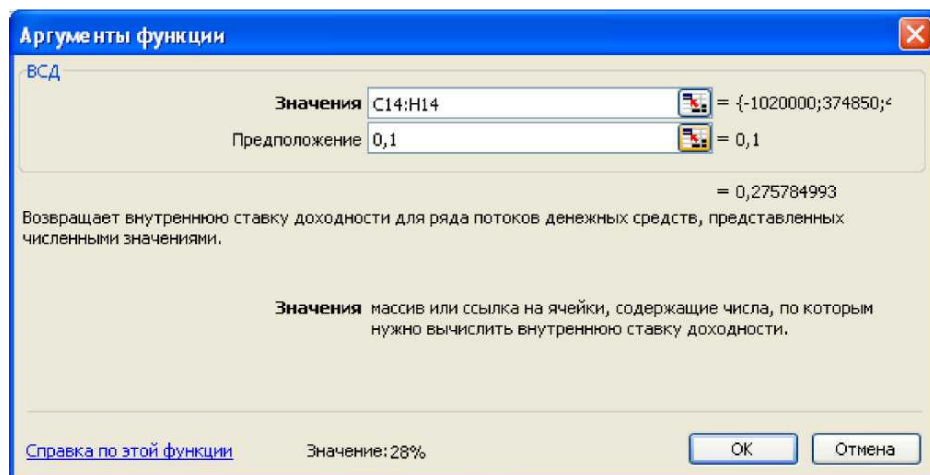 Аргументы функции
ВСД
Значения C14:H14 = {-1020000;374850;4
Предположение 0,1 = 0,1
= 0,275784993
Возвращает внутреннюю ставку доходности для ряда потоков денежных средств, представленных
численными значениями.
Значения массив или ссылка на ячейки, содержащие числа, по которым
нужно вычислить внутреннюю ставку доходности.
Справка по этой функции Значение:28% ОК Отмена